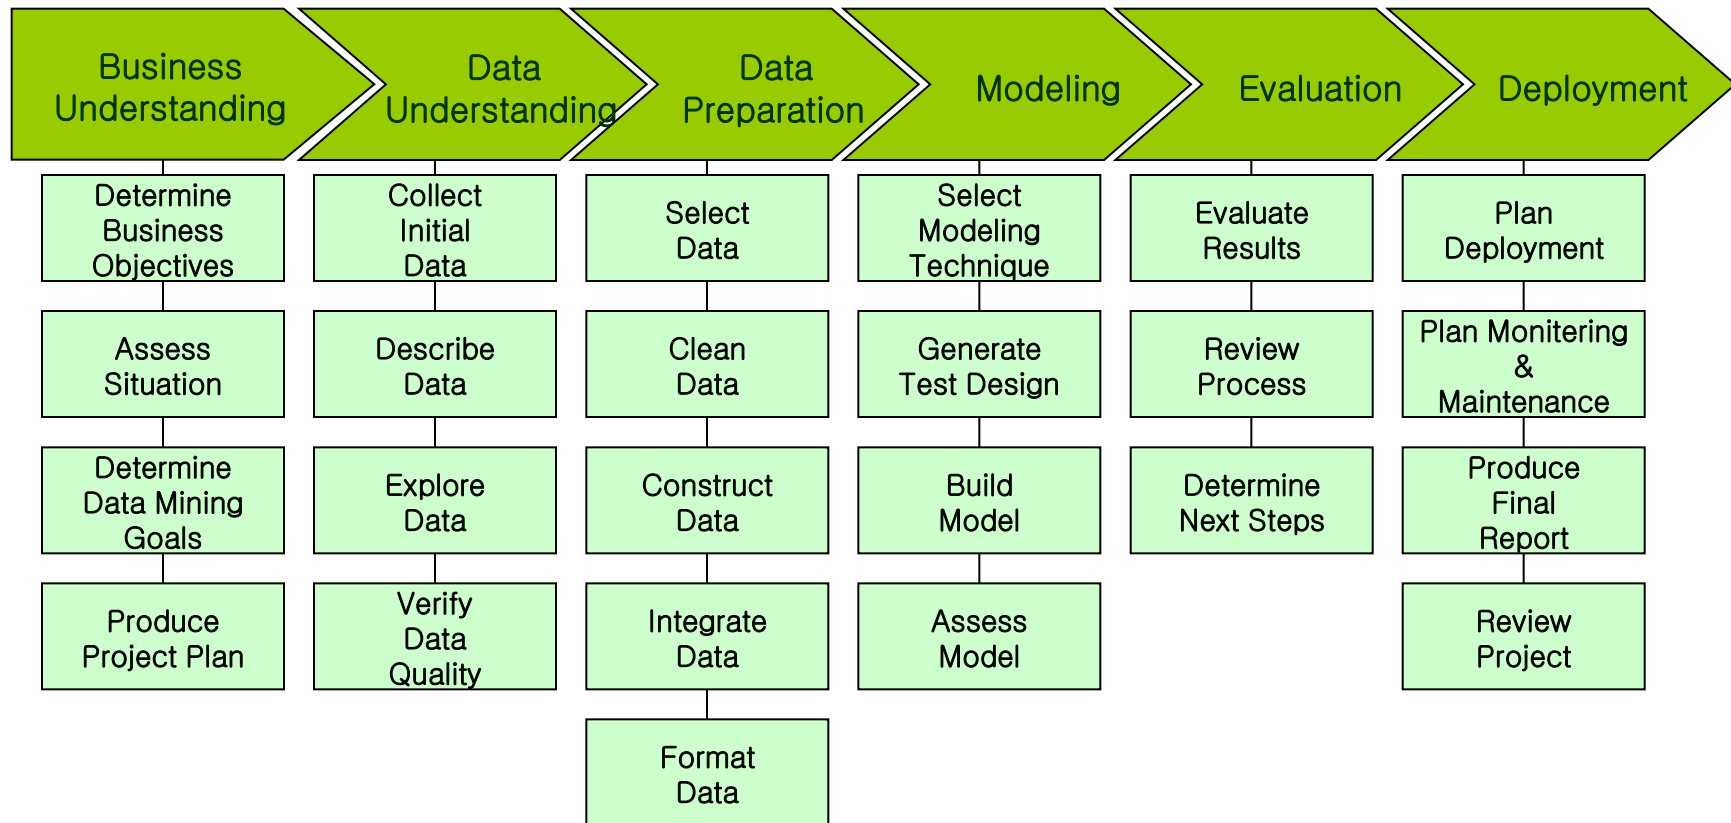 Business
Understanding
Data
Understanding
Data
Preparation
Modeling
Evaluation
Deployment
Determine
Business
Objectives
Assess
Situation
Determine
Data Mining
Goals
Produce
Project Plan
Collect
Initial
Data
Describe
Data
Explore
Data
Verify
Data
Quality
Select
Data
Clean
Data
Construct
Data
Integrate
Data
Format
Data
Select
Modeling
Technique
Generate
Test Design
Build
Model
Assess
Model
Evaluate
Results
Review
Process
Determine
Next Steps
Plan
Deployment
Plan Monitering
&
Maintenance
Produce
Final
Report
Review
Project